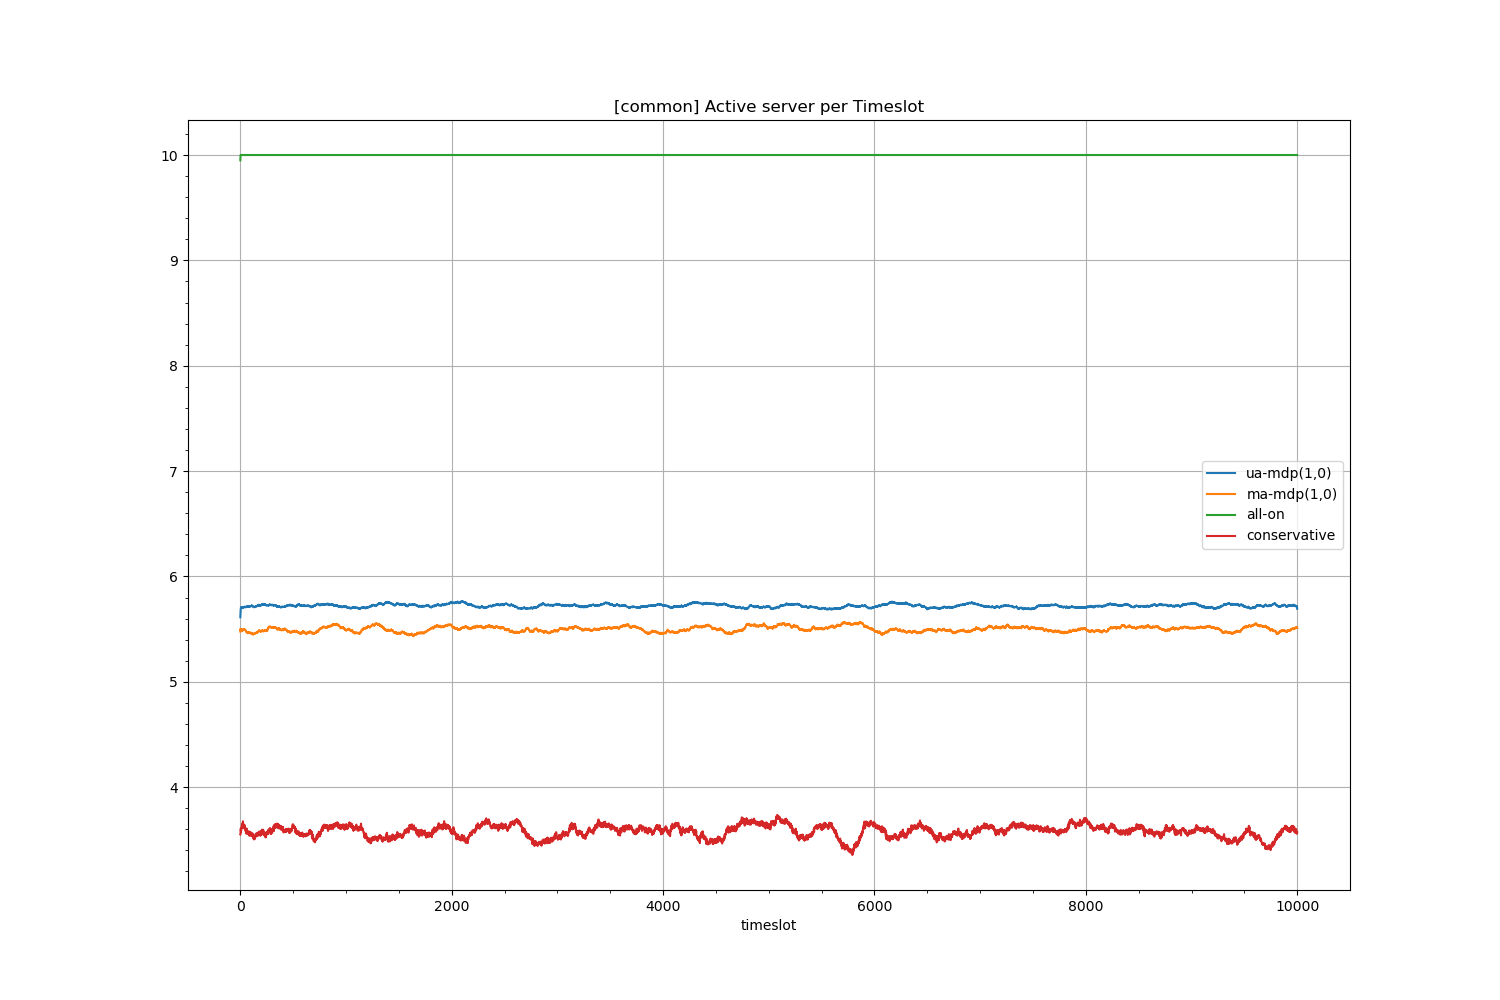 [common] Active server per Timeslot
10
9
8
7
6
5
4
ua-mdp(1,0)
ma-mdp(1,0)
all-on
conservative
0 2000 4000 6000 8000 10000
timeslot